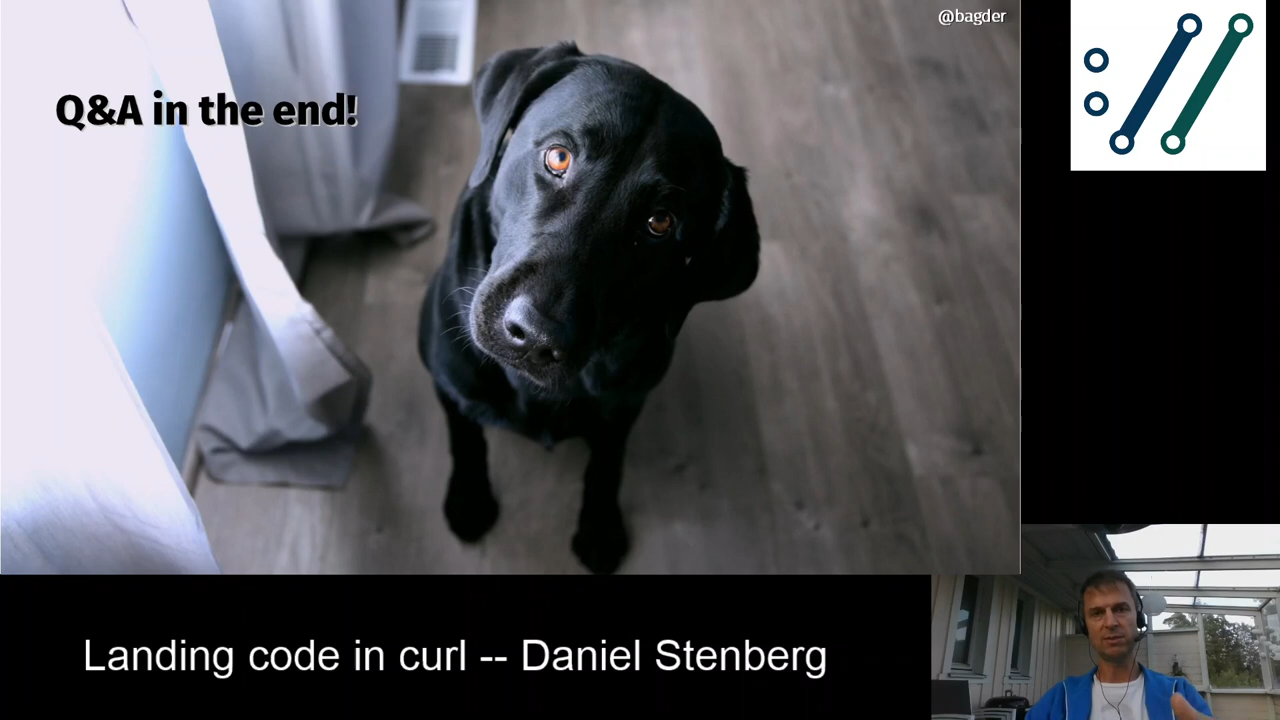 @bagder
Q&A in the end!
Landing code in curl -- Daniel Stenberg